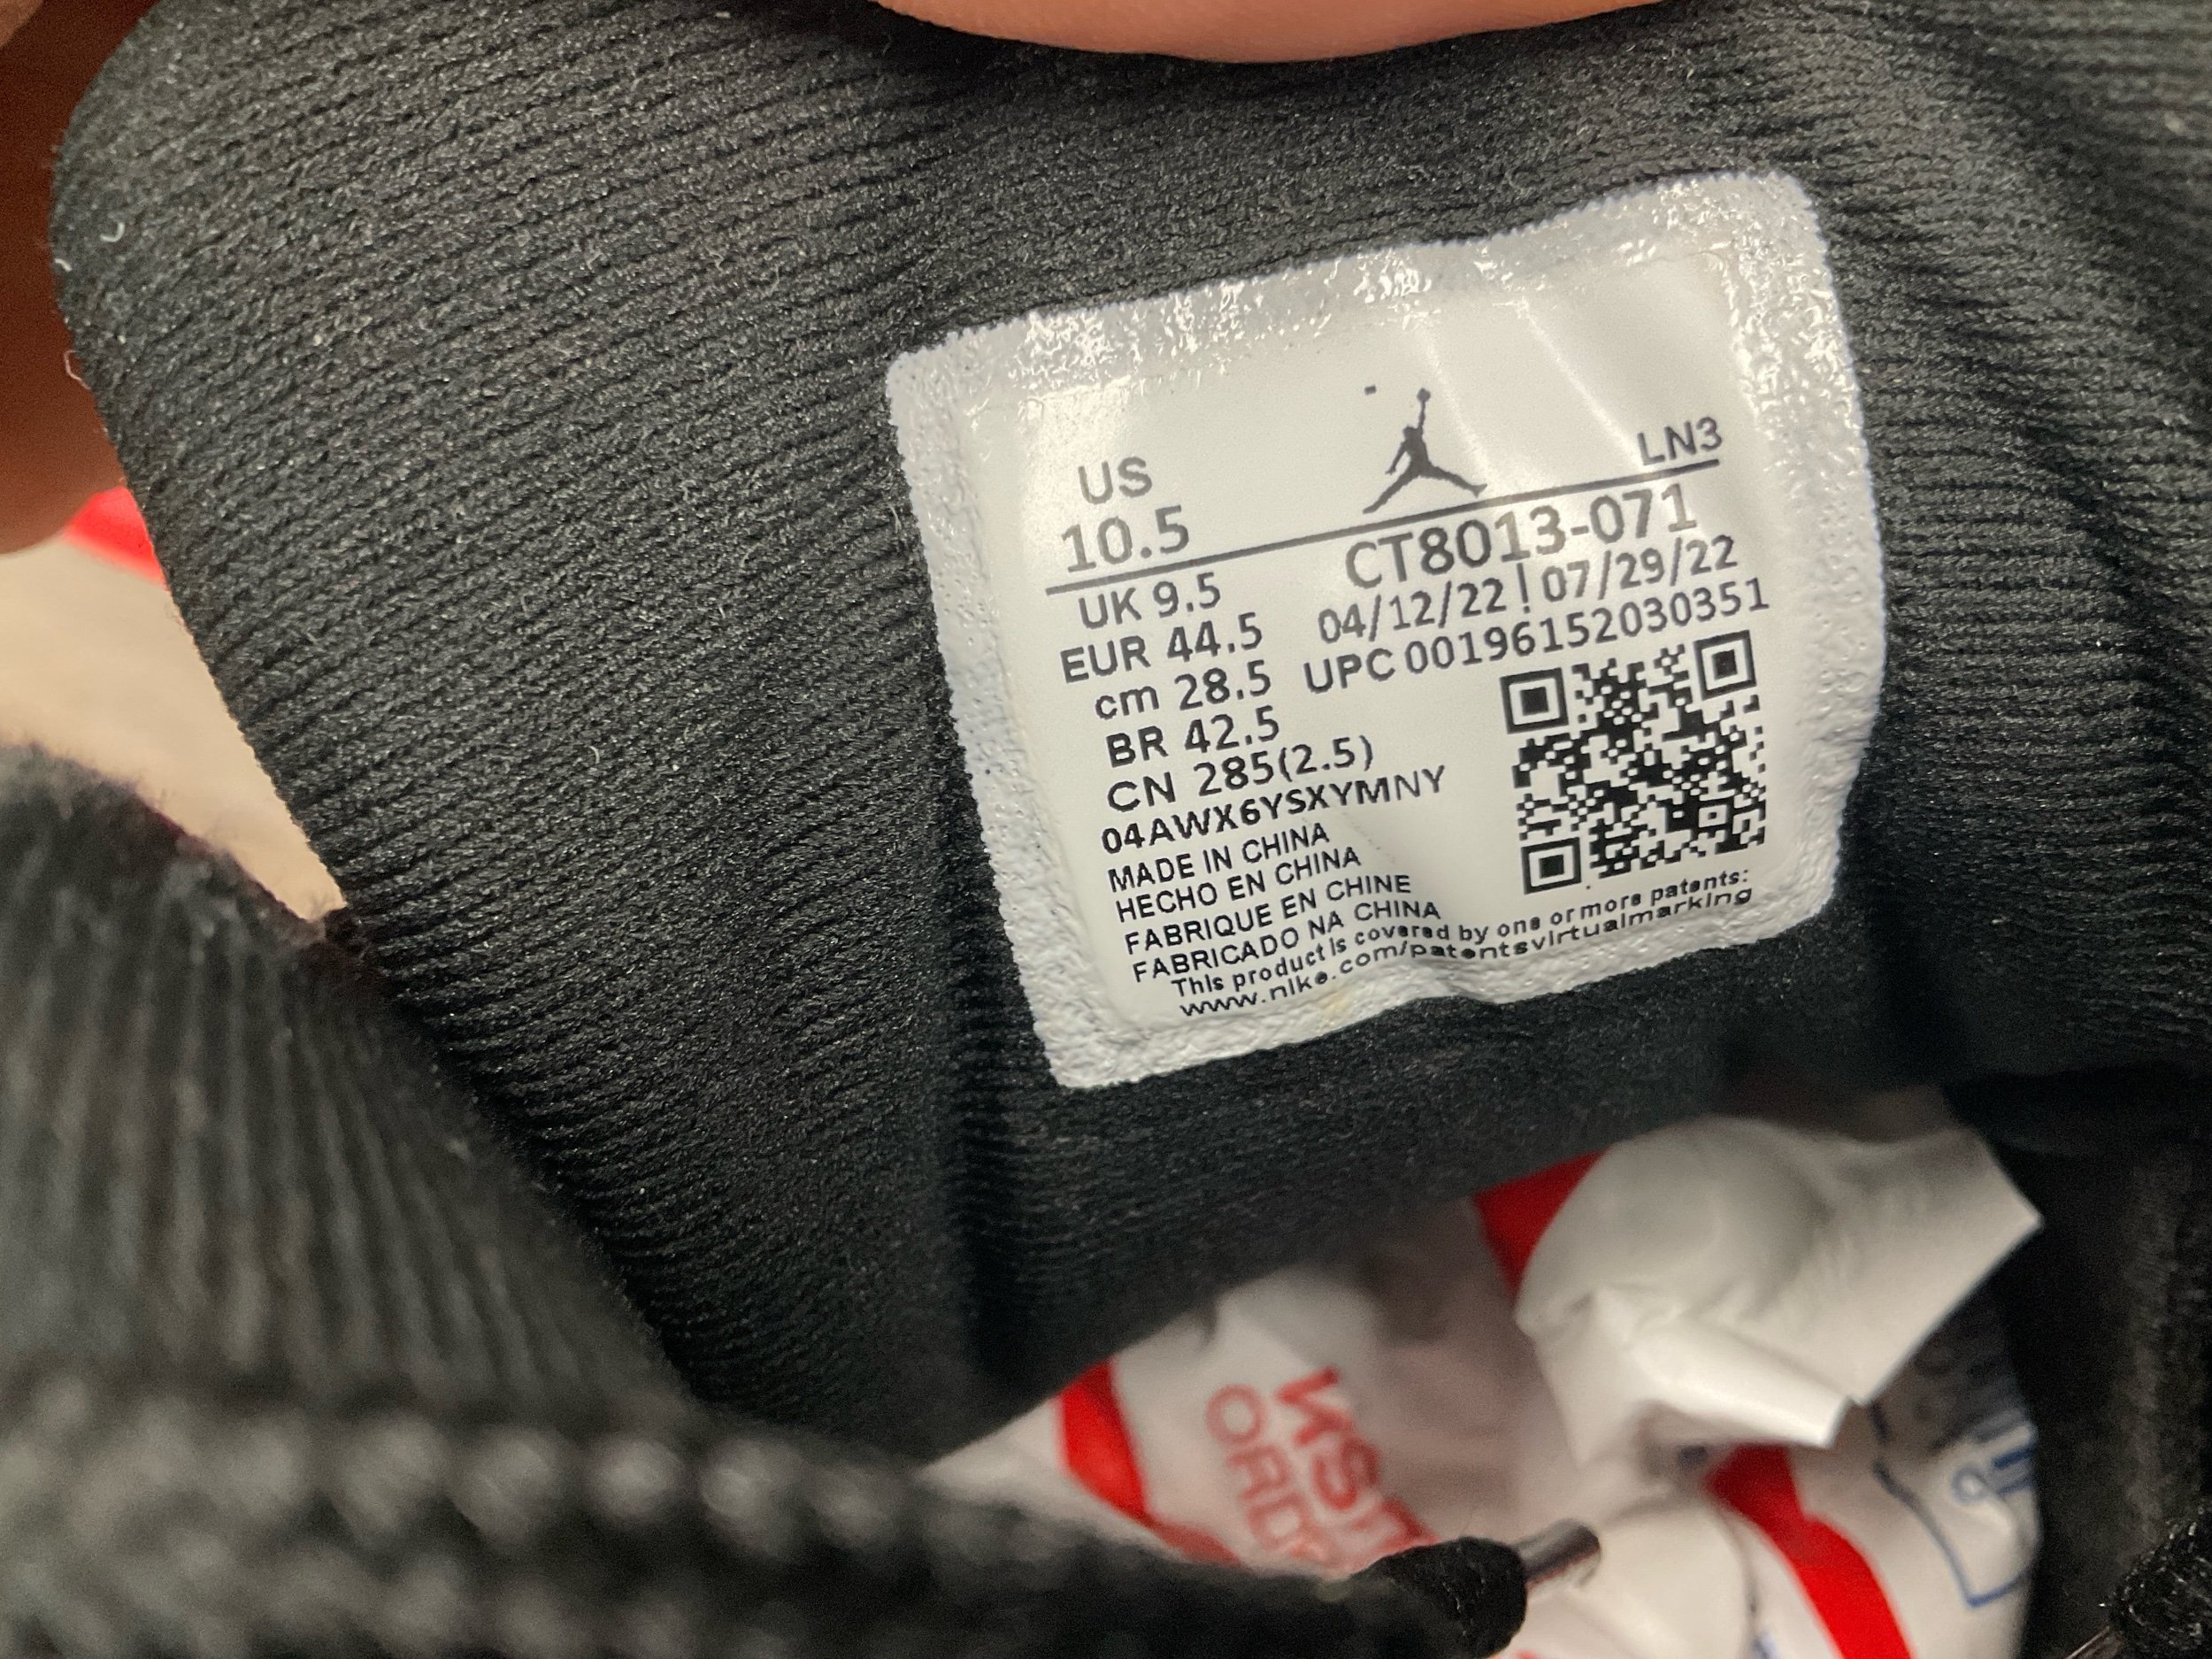 US
10.5
LN3
UK 9.5
EUR 44.5
cm 28.5
BR 42.5
CN 285(2.5)
CT8013-071
04/12/22 ! 07/29/22
UPC 00196152030351
04AWX6YSXYMNY
MADE IN CHINA
HECHO EN CHINA
FABRIQUE EN CHINE
FABRICADO NA CHINA
This product is covered by one or more patents:
www.nike.com/patentsvirtualmarking